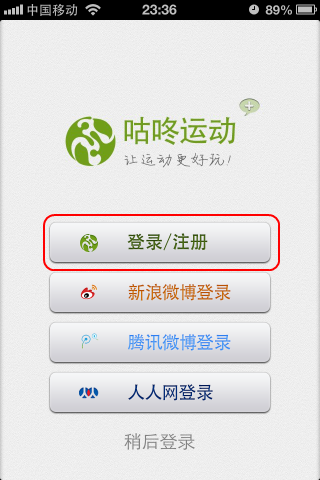 中国移动 23:36 89%
咕咚运动
让运动更好玩!
登录/注册
新浪微博登录
腾讯微博登录
人人网登录
稍后登录